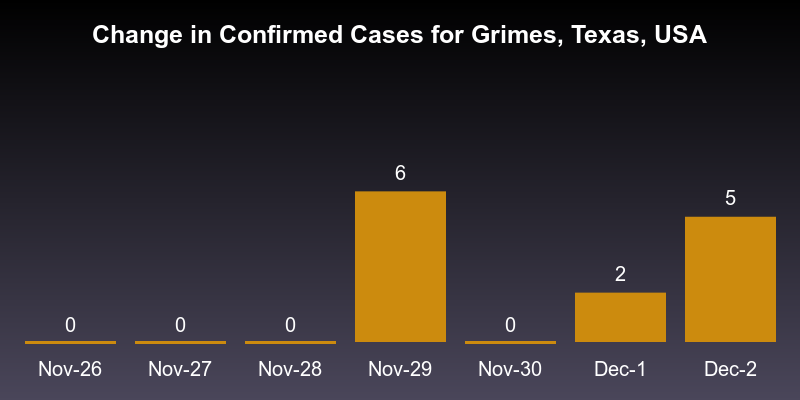 Change in Confirmed Cases for Grimes, Texas, USA
6
5
2
0 0 0 0
Nov-26 Nov-27 Nov-28 Nov-29 Nov-30 Dec-1 Dec-2